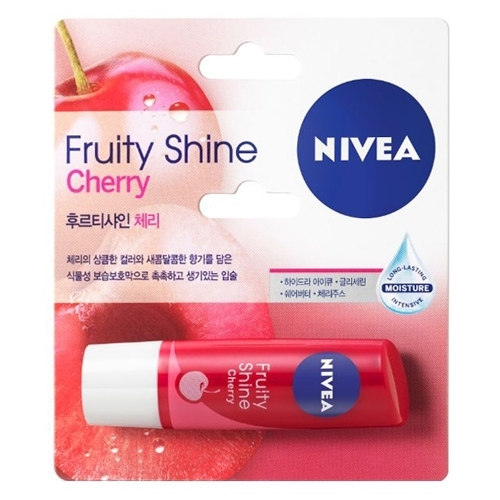 Fruity Shine
Cherry
후르티샤인 체리
체리의 상큼한 컬러와 새콤달콤한 향기를 담은
식물성 보습보호막으로 촉촉하고 생기있는 입술
NIVEA
• 하이드라 아이큐 • 글리세린
• 쉐어버터 • 체리주스
LONG-LASTING
MOISTURE
INTENSIVE
Fruity
Shine
Cherry
NIVEA